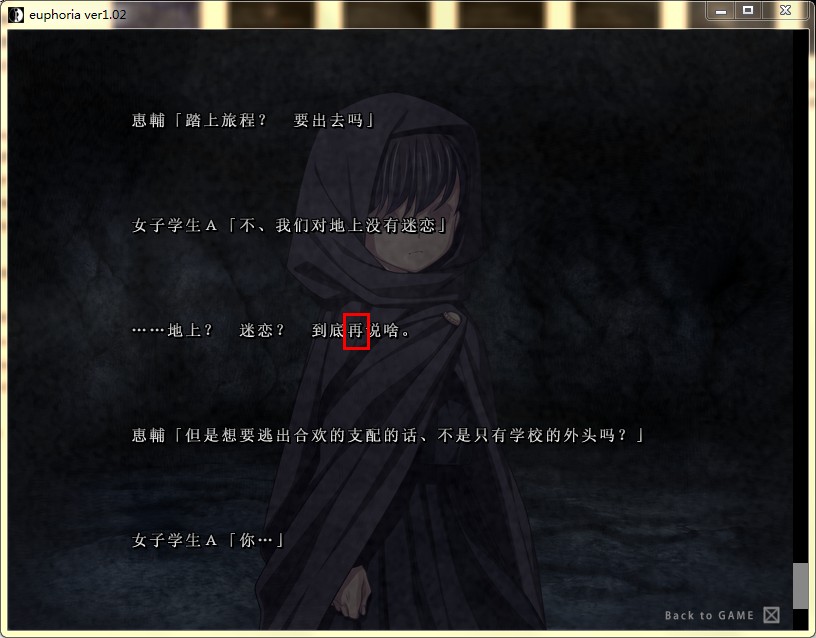 euphoria ver1.02
惠輔「踏上旅程？　要出去吗」
女子学生Ａ「不、我们对地上没有迷恋」
……地上？　迷恋？　到底再说啥。
惠輔「但是想要逃出合欢的支配的话、不是只有学校的外头吗？」
女子学生Ａ「你…」
Back to GAME